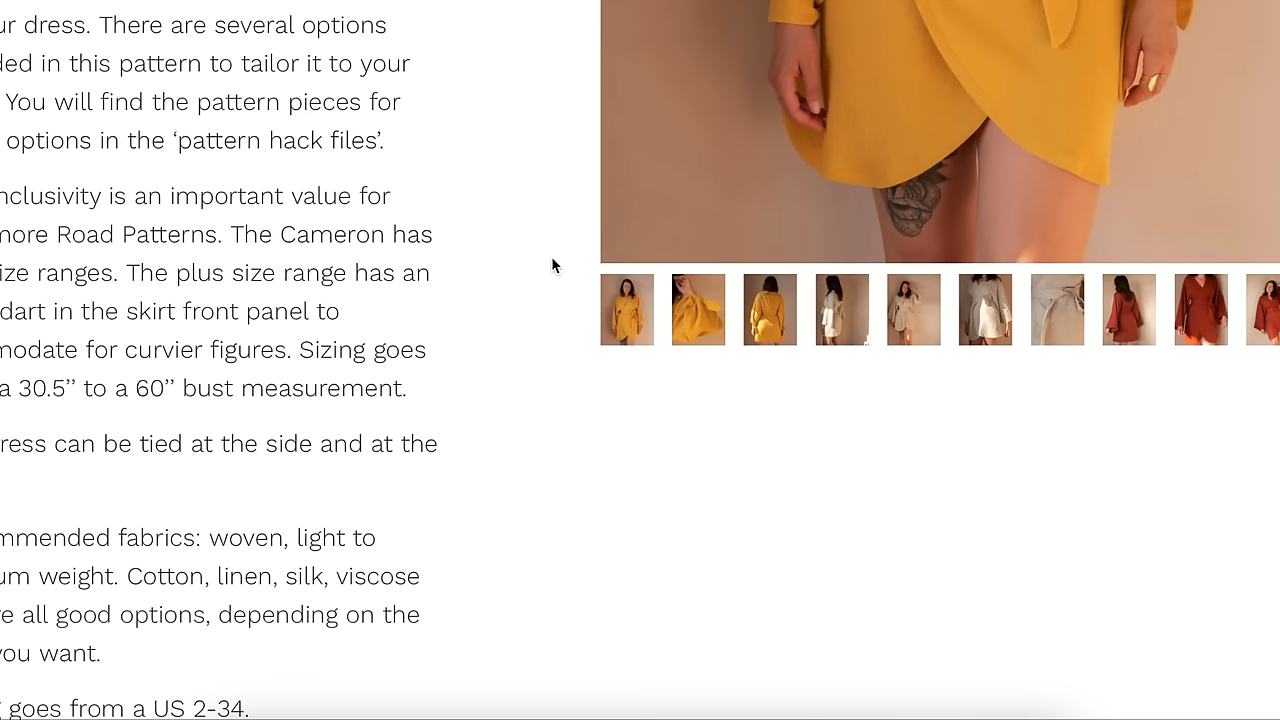 ur dress. There are several options
ded in this pattern to tailor it to your
You will find the pattern pieces for
options in the ‘pattern hack files’.
nclusivity is an important value for
more Road Patterns. The Cameron has
ize ranges. The plus size range has an
dart in the skirt front panel to
modate for curvier figures. Sizing goes
a 30.5’’ to a 60’’ bust measurement.
ress can be tied at the side and at the
mmended fabrics: woven, light to
um weight. Cotton, linen, silk, viscose
re all good options, depending on the
you want.
g goes from a US 2-34.